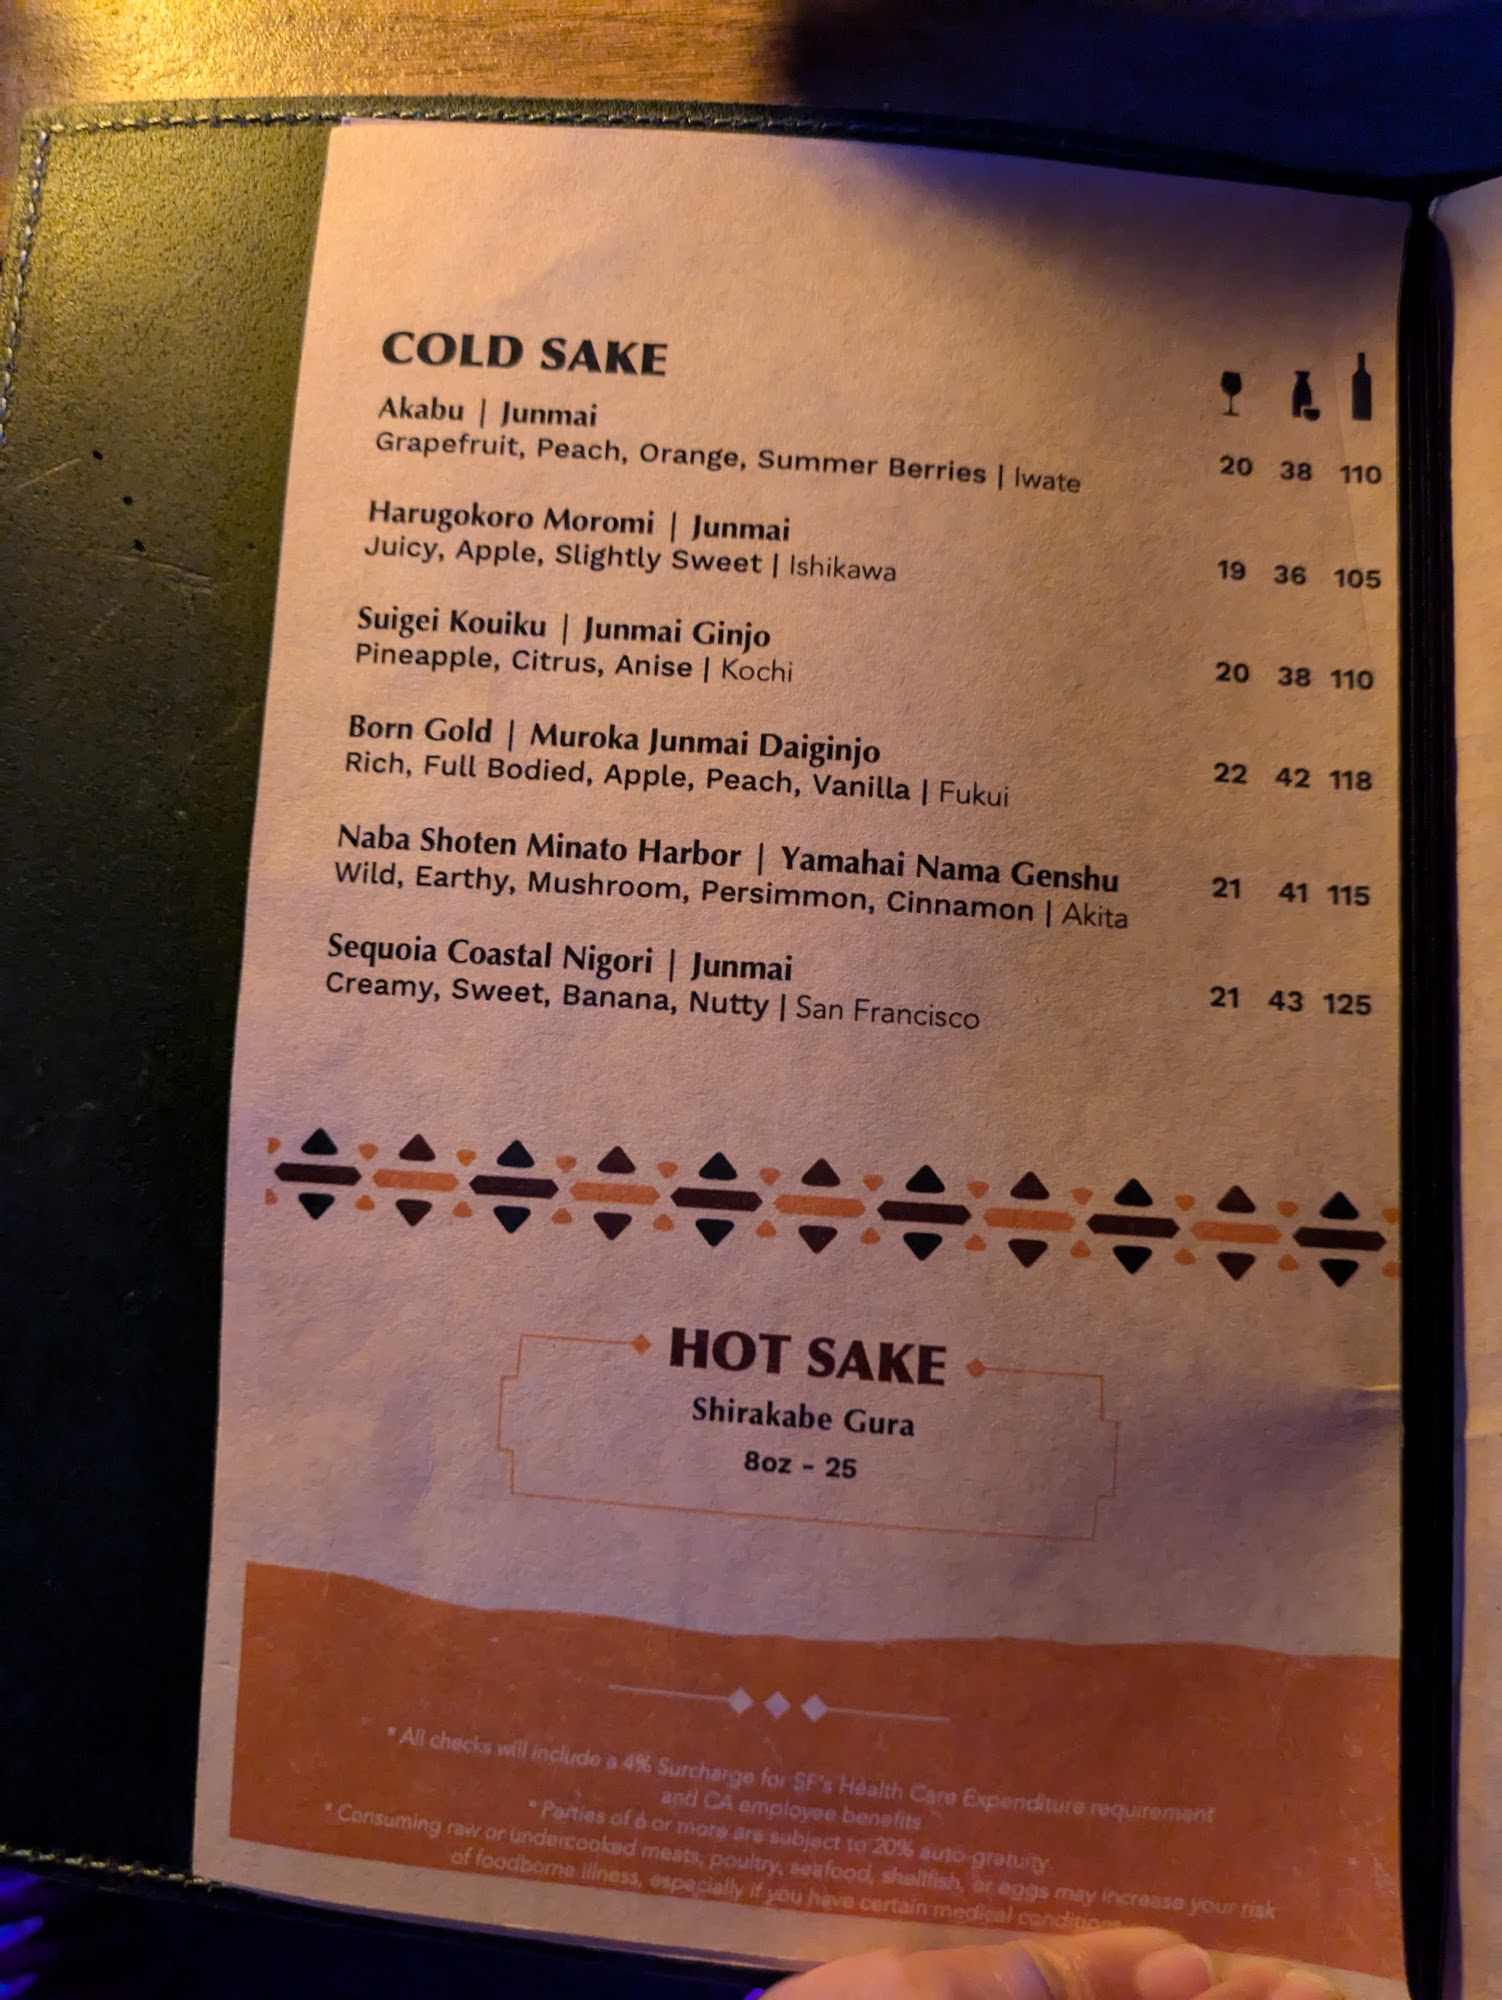 COLD SAKE
Akabu | Junmai
Grapefruit, Peach, Orange, Summer Berries | Iwate 20 38 110
Harugokoro Moromi | Junmai
Juicy, Apple, Slightly Sweet | Ishikawa 19 36 105
Suigei Kouiku | Junmai Ginjo
Pineapple, Citrus, Anise | Kochi 20 38 110
Born Gold | Muroka Junmai Daiginjo
Rich, Full Bodied, Apple, Peach, Vanilla | Fukui 22 42 118
Naba Shoten Minato Harbor | Yamahai Nama Genshu
Wild, Earthy, Mushroom, Persimmon, Cinnamon | Akita 21 41 115
Sequoia Coastal Nigori | Junmai
Creamy, Sweet, Banana, Nutty | San Francisco 21 43 125
HOT SAKE
Shirakabe Gura
8oz - 25
* All checks will include a 4% Surcharge for SF's Health Care Expenditure requirement
and CA employee benefits
* Parties of 6 or more are subject to 20% auto-gratuity
* Consuming raw or undercooked meats, poultry, seafood, shellfish, or eggs may increase your risk
of foodborne illness, especially if you have certain medical